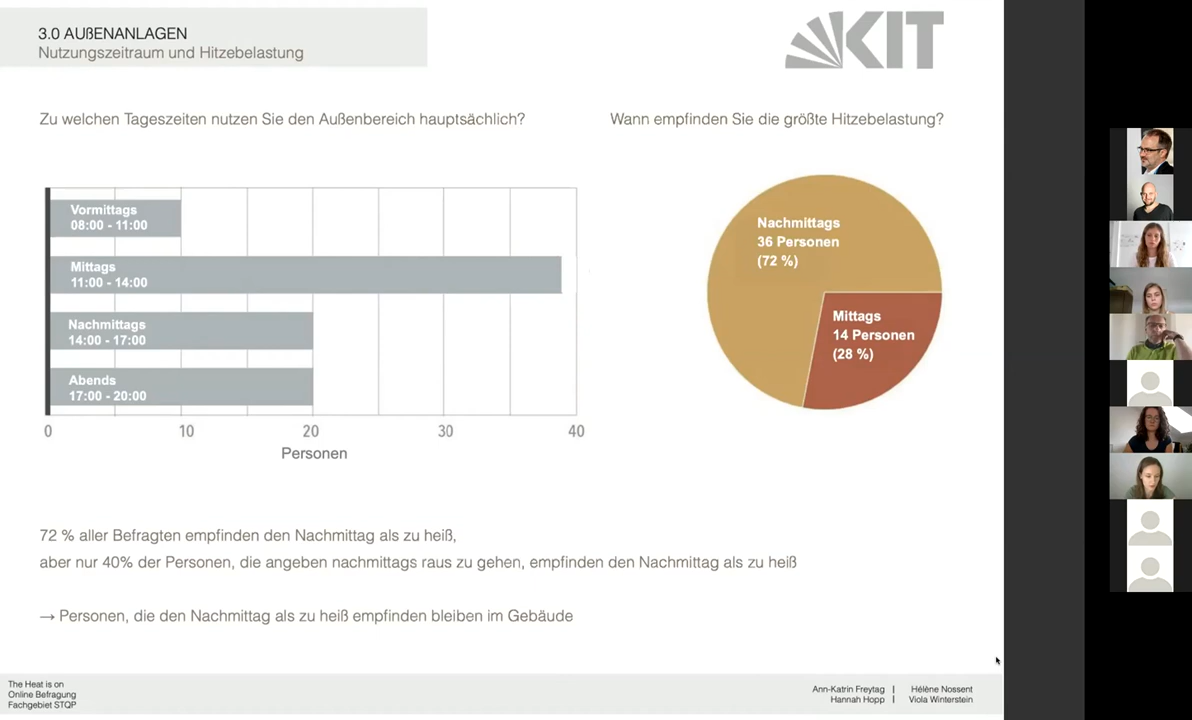 3.0 AUßENANLAGEN
Nutzungszeitraum und Hitzebelastung
KIT
Zu welchen Tageszeiten nutzen Sie den Außenbereich hauptsächlich?
Vormittags
08:00 - 11:00
Mittags
11:00 - 14:00
Nachmittags
14:00 - 17:00
Abends
17:00 - 20:00
0 10 20 30 40
Personen
Wann empfinden Sie die größte Hitzebelastung?
Nachmittags
36 Personen
(72 %)
Mittags
14 Personen
(28 %)
72 % aller Befragten empfinden den Nachmittag als zu heiß,
aber nur 40% der Personen, die angeben nachmittags raus zu gehen, empfinden den Nachmittag als zu heiß
→ Personen, die den Nachmittag als zu heiß empfinden bleiben im Gebäude
The Heat is on
Online Befragung
Fachgebiet STQP
Ann-Katrin Freytag | Hélène Nossent
Hannah Hopp | Viola Winterstein